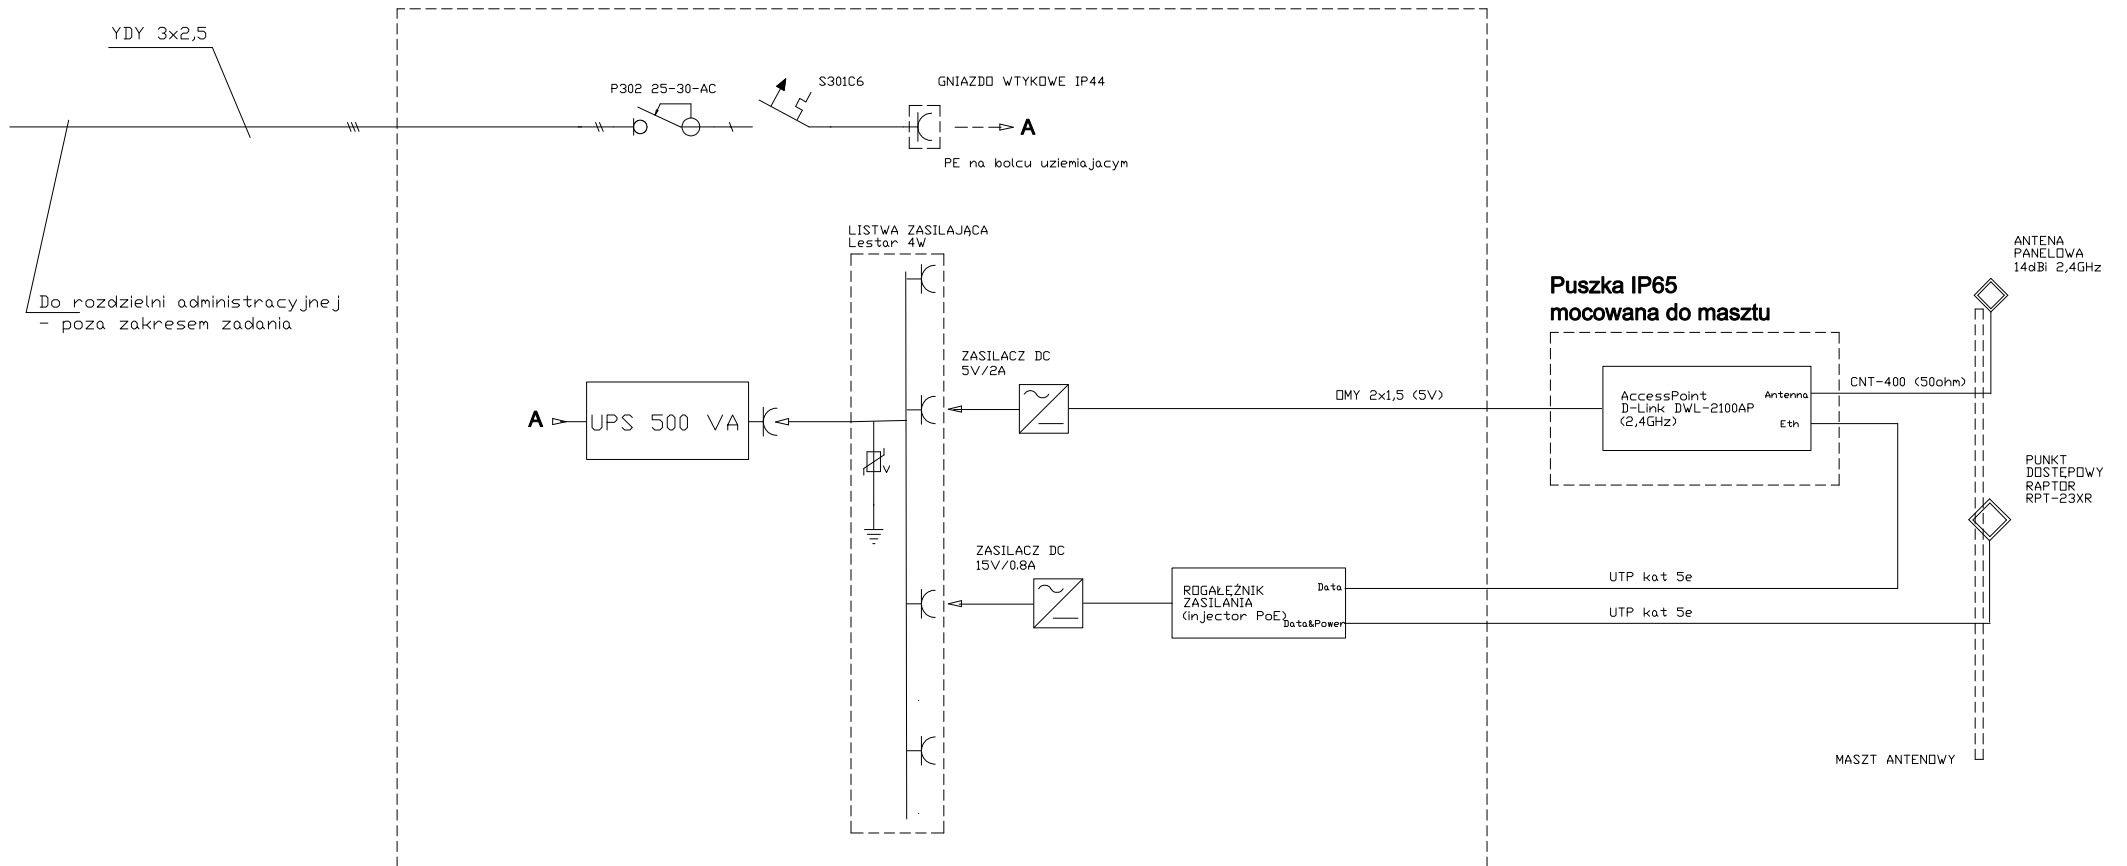 YDY 3x2,5
P302 25-30-AC
S301C6
GNIAZDO WTYKOWE IP44
A
PE na bolcu uziemiajacym
Do rozdzielni administracyjnej
- poza zakresem zadania
LISTWA ZASILAJĄCA
Lestar 4W
A
UPS 500 VA
V
ZASILACZ DC
5V/2A
OMY 2x1,5 (5V)
Puszka IP65
mocowana do masztu
AccessPoint
D-Link DWL-2100AP
(2,4GHz)
Antenna
Eth
CNT-400 (50ohm)
ANTENA
PANELOWA
14dBi 2,4GHz
PUNKT
DOSTĘPOWY
RAPTOR
RPT-23XR
ZASILACZ DC
15V/0.8A
ROGAŁĘŹNIK
ZASILANIA
(injector PoE)
Data
Data&Power
UTP kat 5e
UTP kat 5e
MASZT ANTENOWY